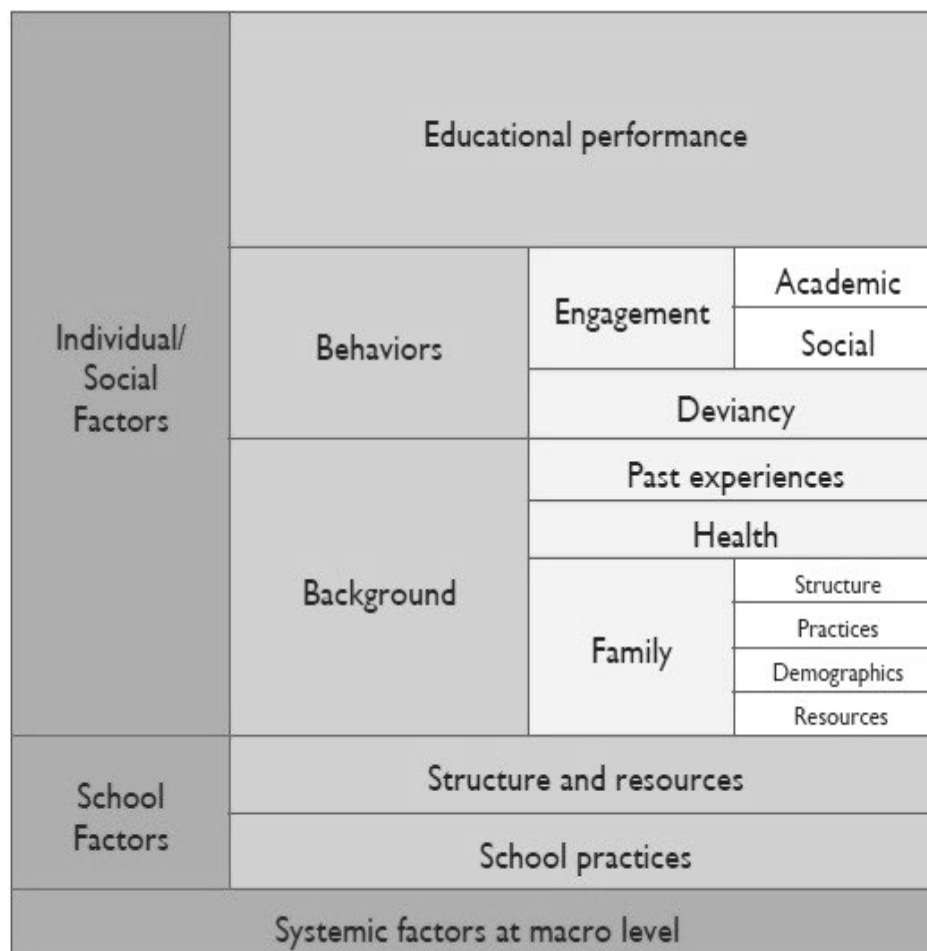 Educational performance
Individual/
Social
Factors
Behaviors
Engagement
Academic
Social
Deviancy
Background
Past experiences
Health
Family
Structure
Practices
Demographics
Resources
School
Factors
Structure and resources
School practices
Systemic factors at macro level